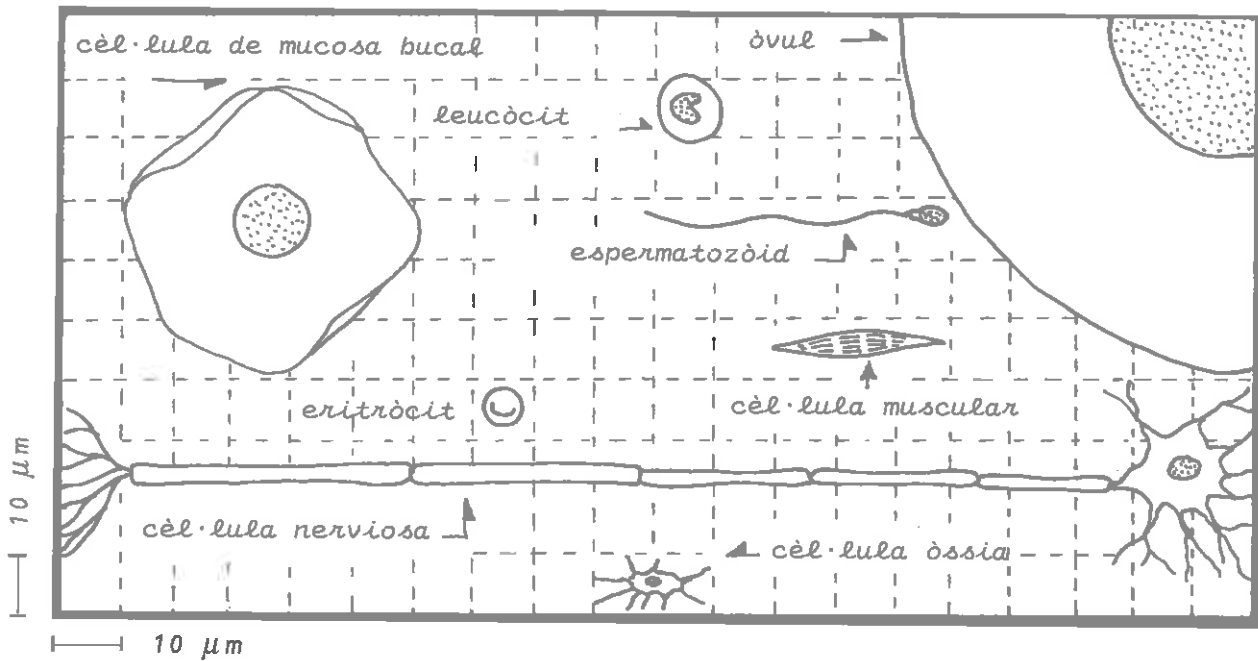 cèl·lula de mucosa bucal
òvul
leucòcit
espermatozòid
eritròcit
cèl·lula muscular
cèl·lula nerviosa
cèl·lula òssia
10 μm
10 μm